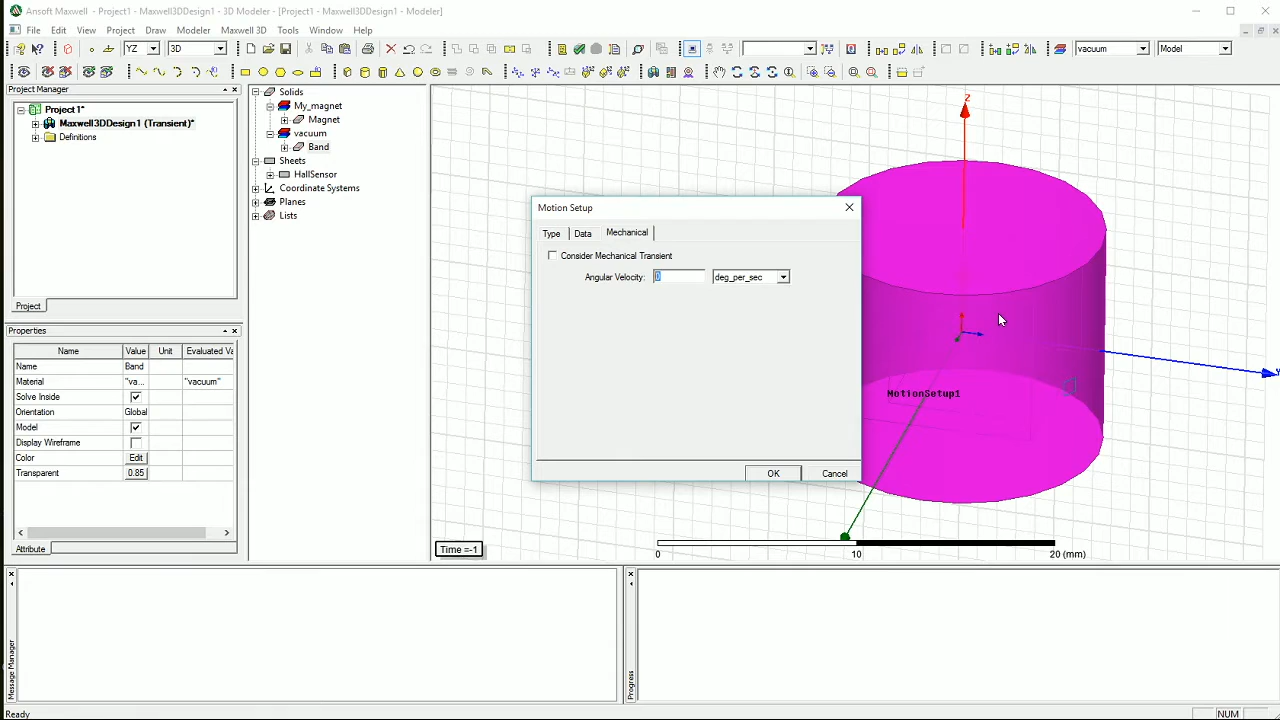 Ansoft Maxwell - Project1 - Maxwell3DDesign1 - 3D Modeler - [Project1 - Maxwell3DDesign1 - Modeler]
File Edit View Project Draw Modeler Maxwell 3D Tools Window Help
YZ 3D vacuum Model
Project Manager
Project1*
Maxwell3DDesign1 (Transient)*
Definitions
Project
Solids
My_magnet
Magnet
vacuum
Band
Sheets
HallSensor
Coordinate Systems
Planes
Lists
Properties
Name Value Unit Evaluated Va
Name Band
Material "va... "vacuum"
Solve Inside
Orientation Global
Model
Display Wireframe
Color Edit
Transparent 0.85
Attribute
Motion Setup
Type Data Mechanical
Consider Mechanical Transient
Angular Velocity: 0 deg_per_sec
OK Cancel
Z
MotionSetup1
Time =-1
0 10 20 (mm)
Message Manager
Progress
Ready
NUM